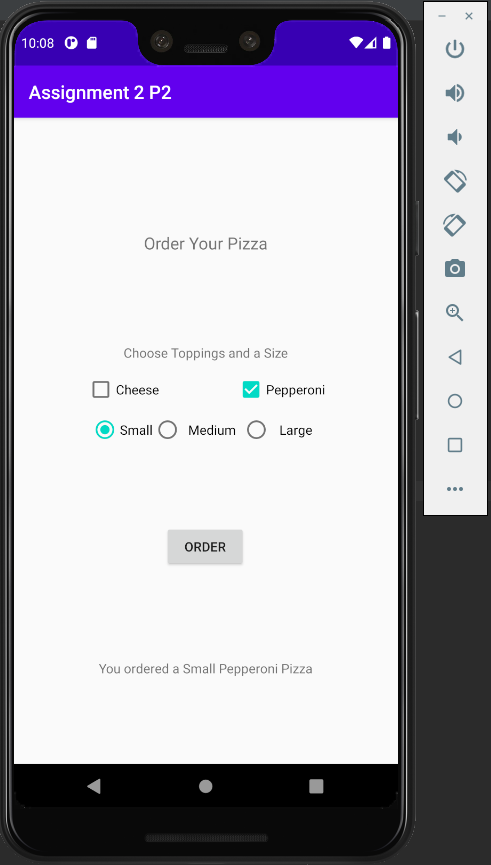 10:08
Assignment 2 P2
Order Your Pizza
Choose Toppings and a Size
Cheese Pepperoni
Small Medium Large
ORDER
You ordered a Small Pepperoni Pizza